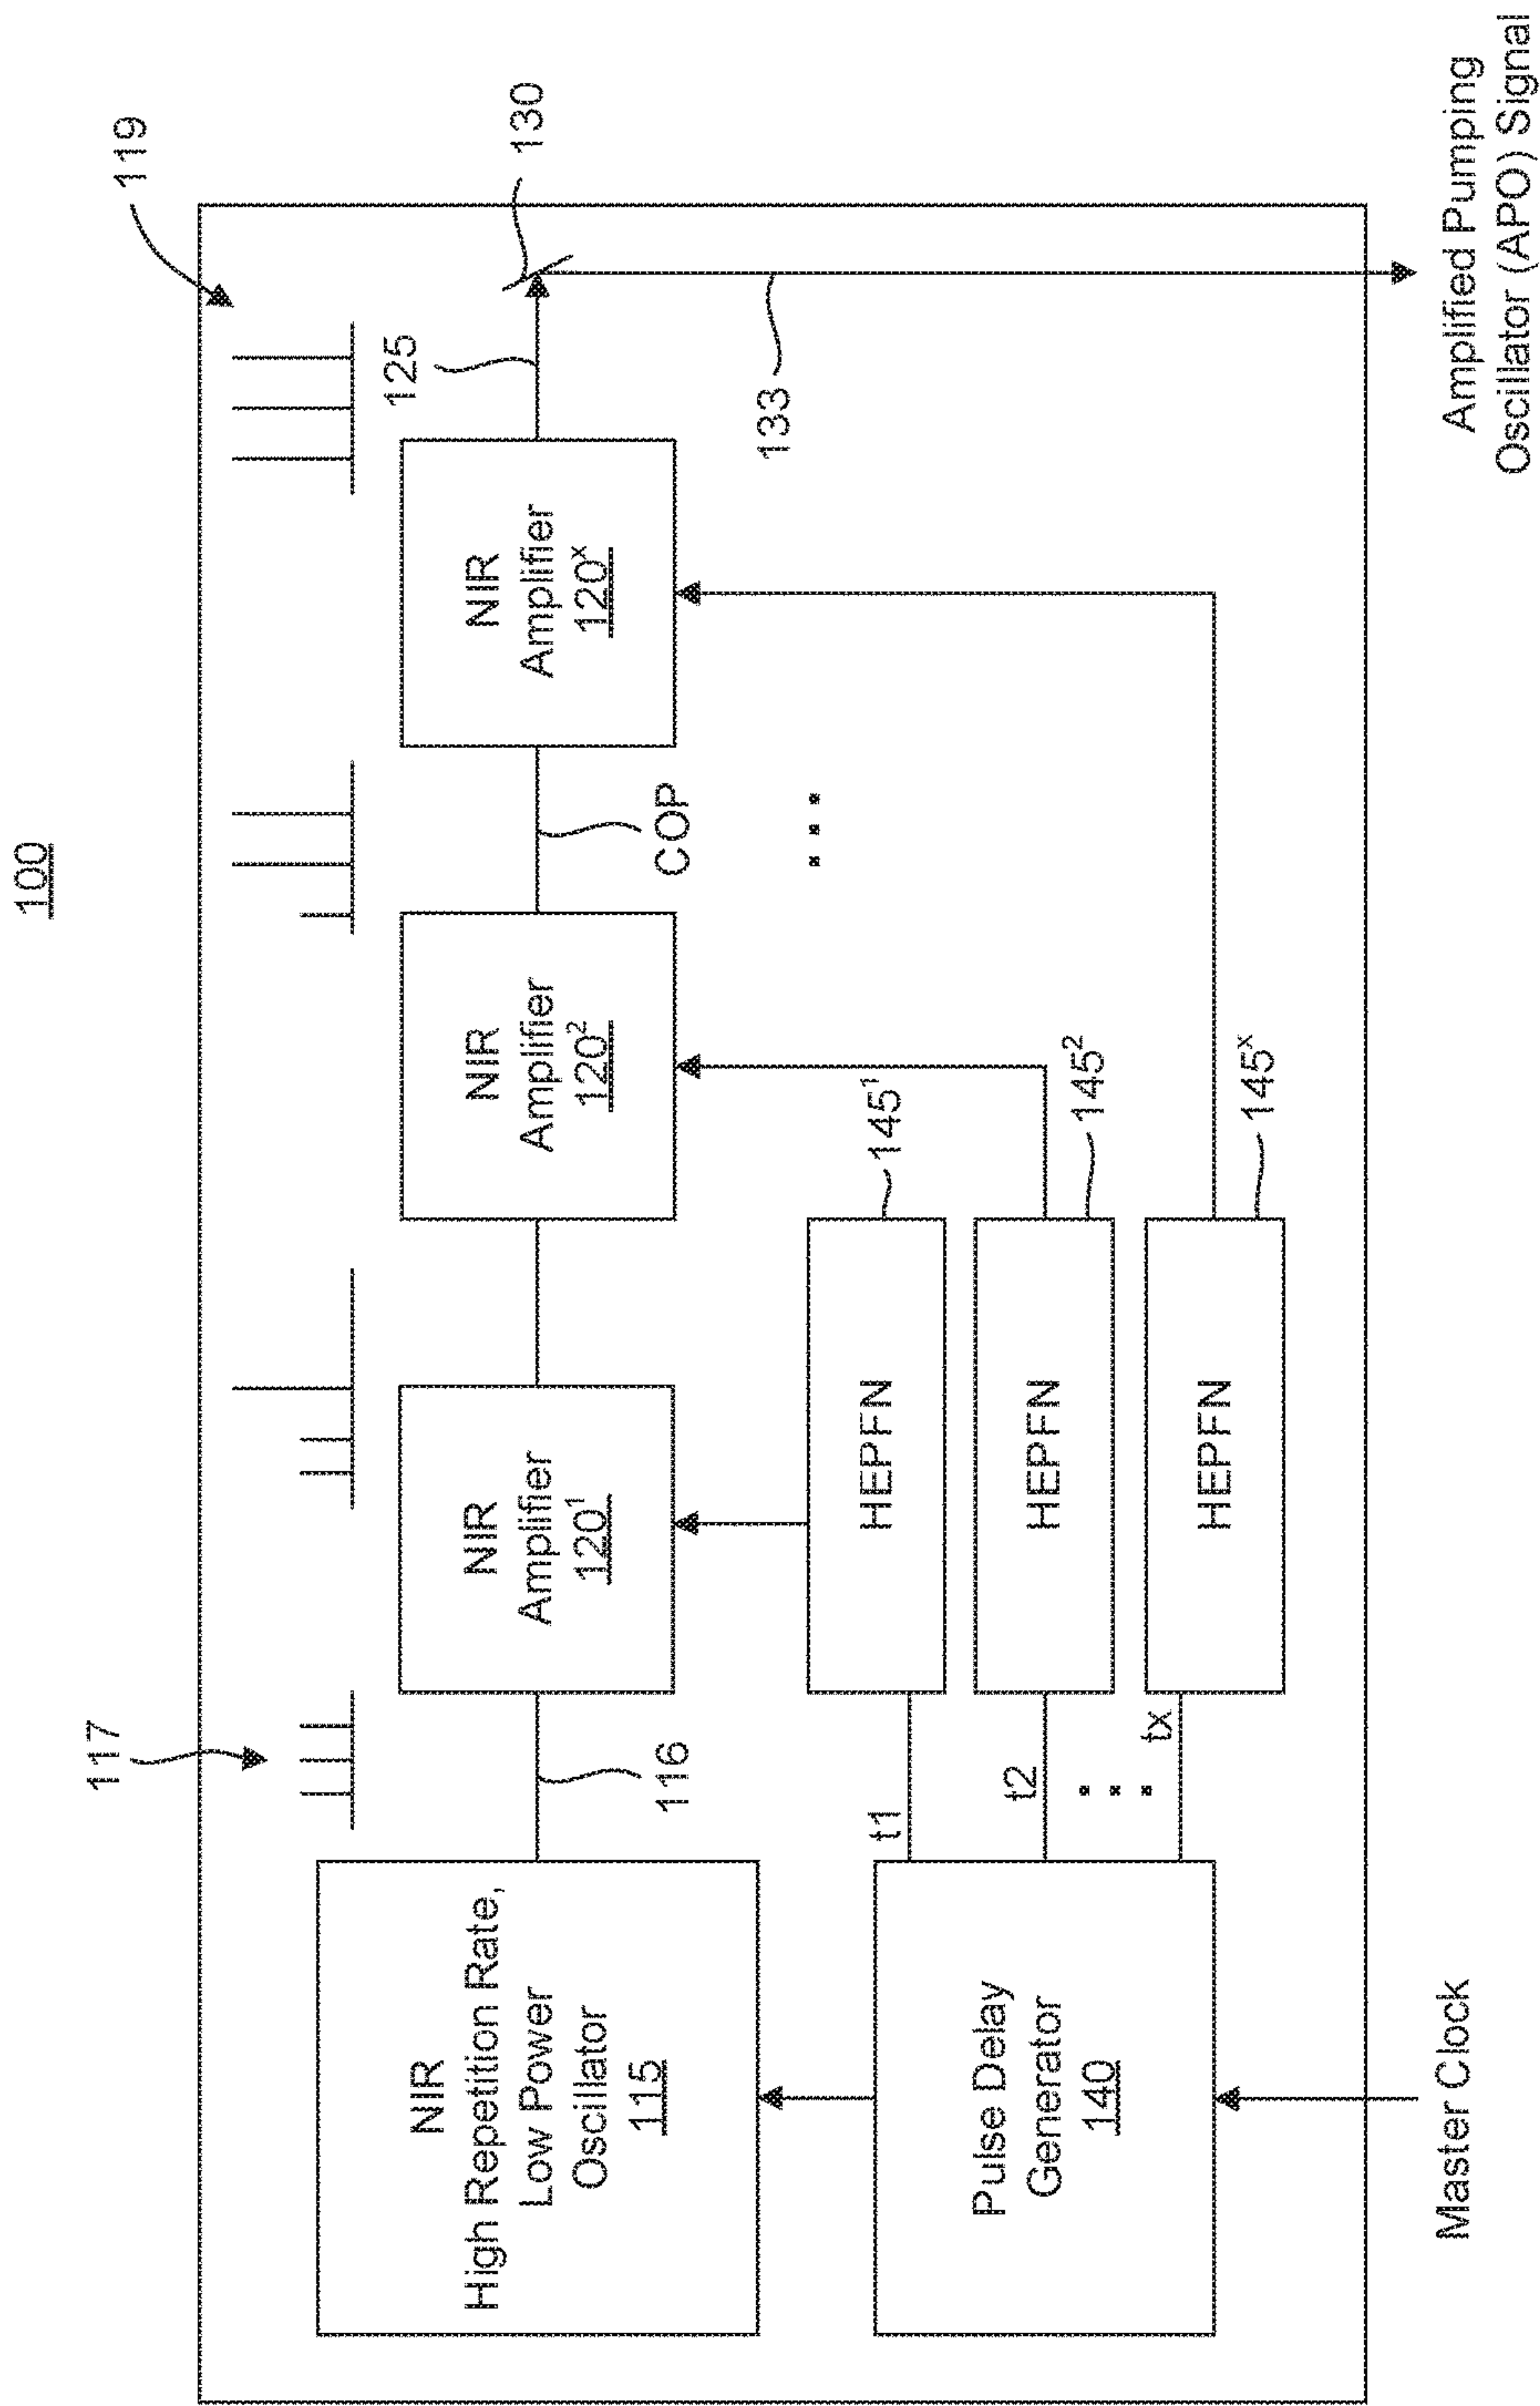 100
117
119
NIR
High Repetition Rate,
Low Power
Oscillator
115
116
NIR
Amplifier
120¹
NIR
Amplifier
120²
COP
NIR
Amplifier
120ˣ
125
130
133
Pulse Delay
Generator
140
t1
t2
tx
HEPFN
145¹
HEPFN
145²
HEPFN
145ˣ
Master Clock
Amplified Pumping
Oscillator (APO) Signal